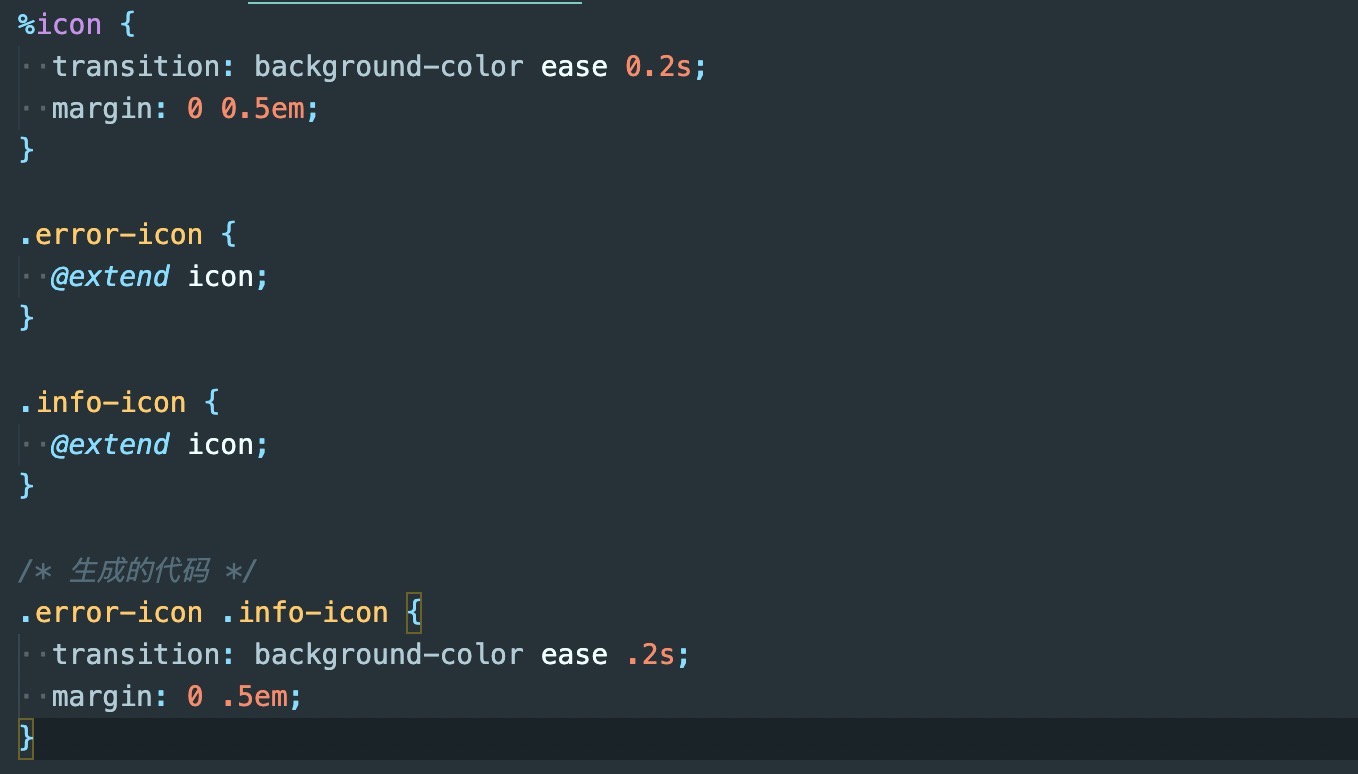 %icon {
  transition: background-color ease 0.2s;
  margin: 0 0.5em;
}
.error-icon {
  @extend icon;
}
.info-icon {
  @extend icon;
}
/* 生成的代码 */
.error-icon .info-icon {
  transition: background-color ease .2s;
  margin: 0 .5em;
}